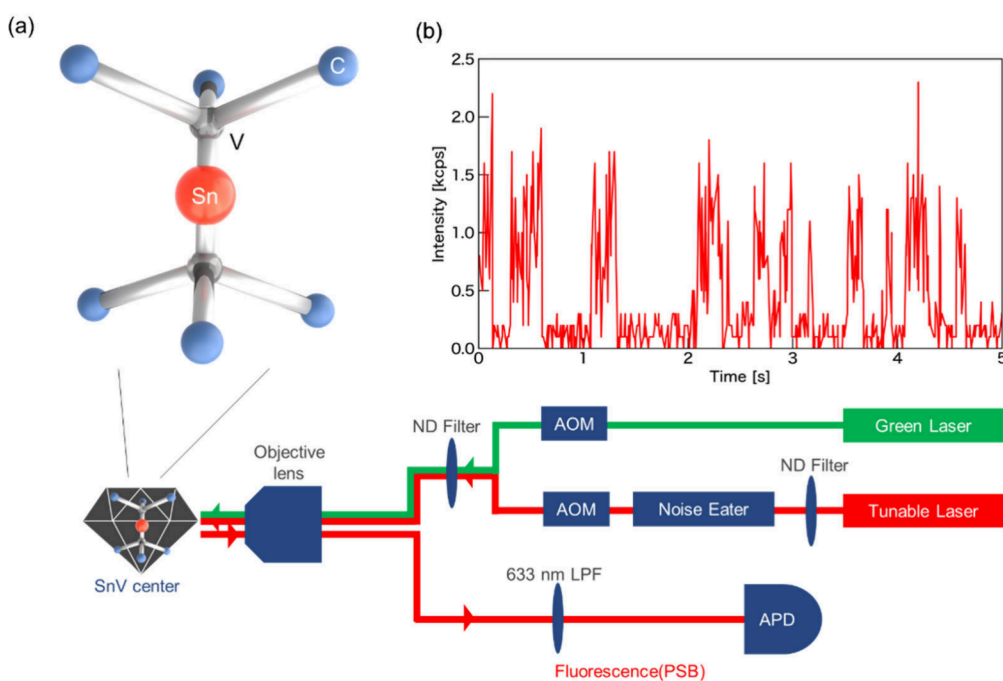 (a)
C
V
Sn
(b)
Intensity [kcps]
2.5
2.0
1.5
1.0
0.5
0.0
0
1
2
3
4
5
Time [s]
ND Filter
AOM
Green Laser
Objective
lens
ND Filter
AOM
Noise Eater
Tunable Laser
SnV center
633 nm LPF
APD
Fluorescence(PSB)